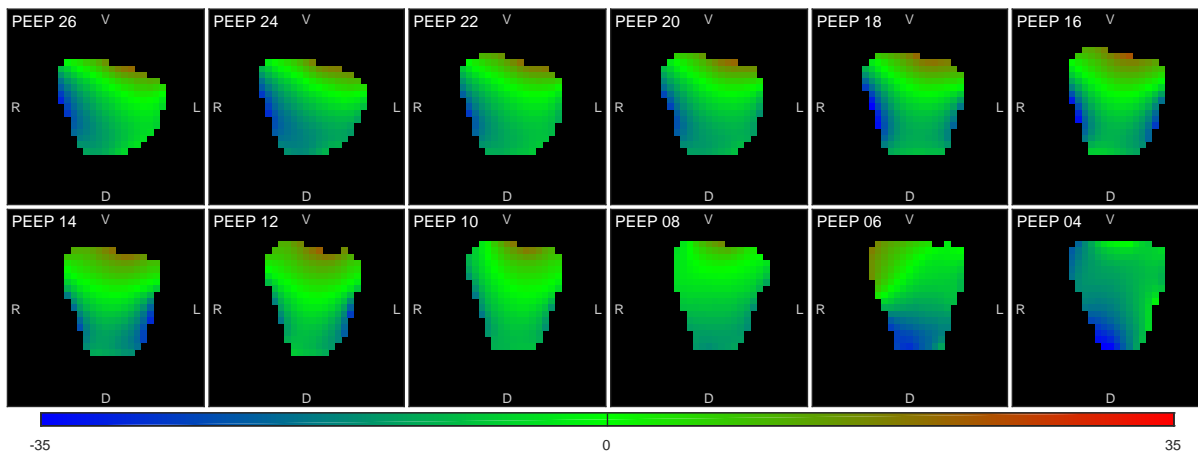 PEEP 26 V R L D
PEEP 24 V R L D
PEEP 22 V R L D
PEEP 20 V R L D
PEEP 18 V R L D
PEEP 16 V R L D
PEEP 14 V R L D
PEEP 12 V R L D
PEEP 10 V R L D
PEEP 08 V R L D
PEEP 06 V R L D
PEEP 04 V R L D
-35 0 35